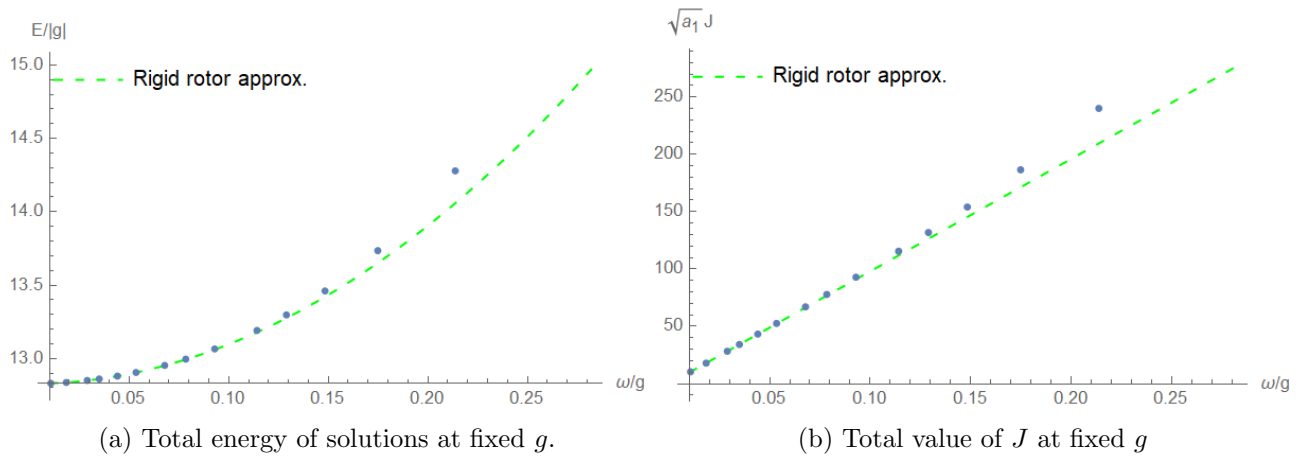 E/|g|
15.0
Rigid rotor approx.
14.5
14.0
13.5
13.0
0.05 0.10 0.15 0.20 0.25 ω/g
(a) Total energy of solutions at fixed g.
√a₁ J
Rigid rotor approx.
250
200
150
100
50
0.05 0.10 0.15 0.20 0.25 ω/g
(b) Total value of J at fixed g